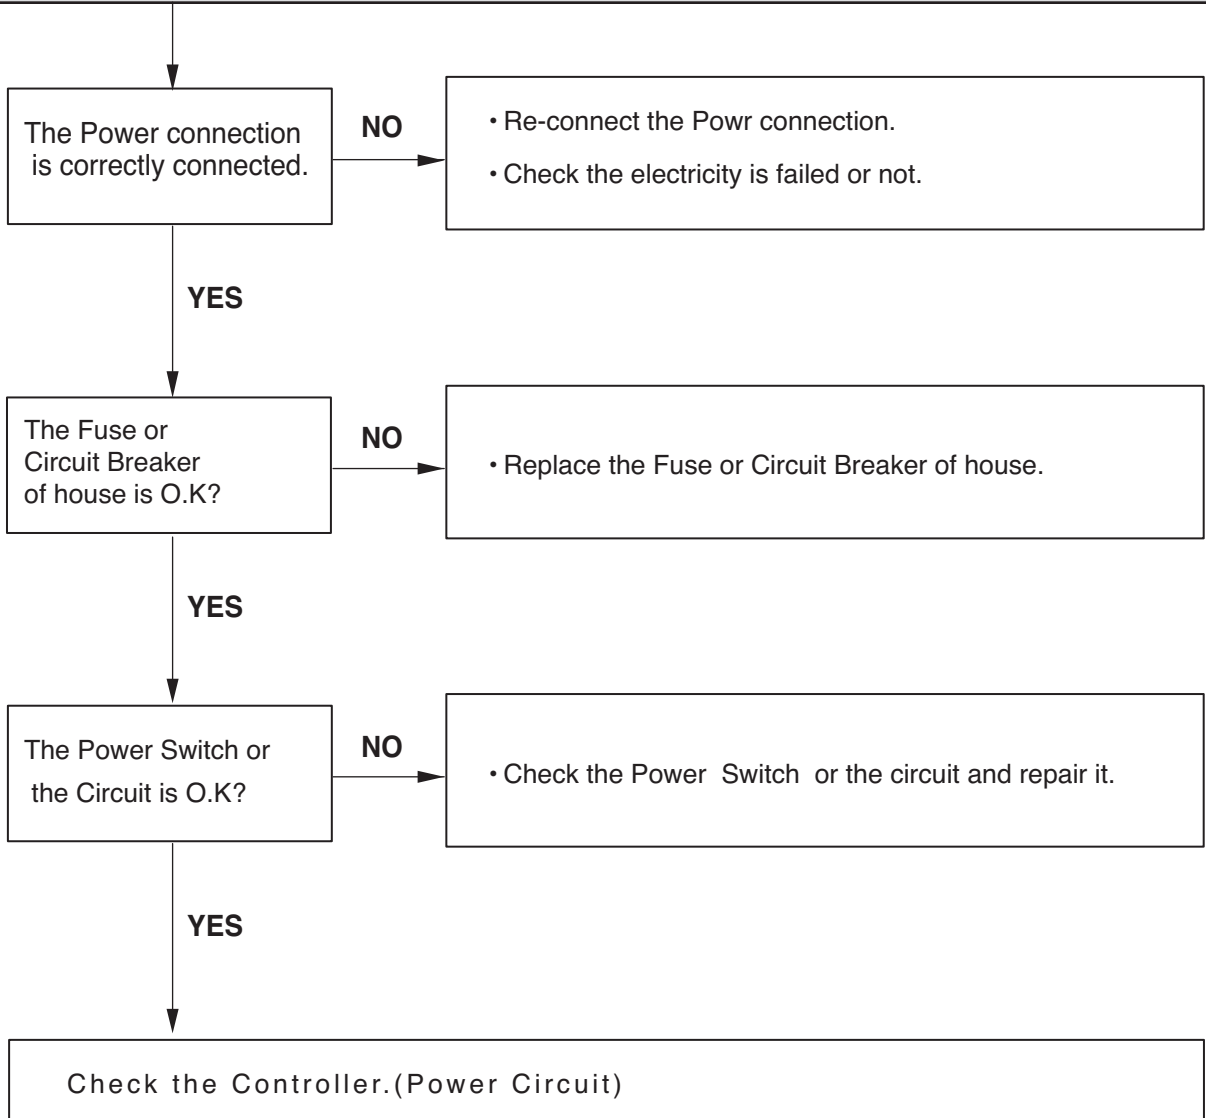 The Power connection
is correctly connected.
NO
• Re-connect the Powr connection.
• Check the electricity is failed or not.
YES
The Fuse or
Circuit Breaker
of house is O.K?
NO
• Replace the Fuse or Circuit Breaker of house.
YES
The Power Switch or
the Circuit is O.K?
NO
• Check the Power Switch or the circuit and repair it.
YES
Check the Controller.(Power Circuit)